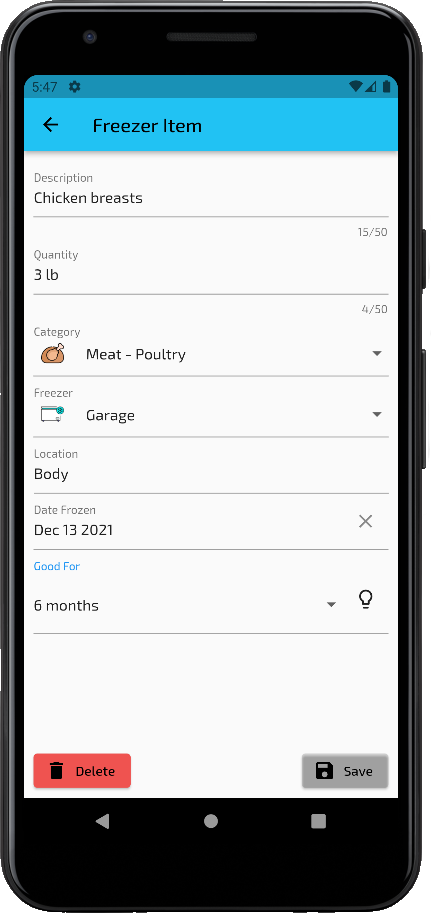 5:47
Freezer Item
Description
Chicken breasts
15/50
Quantity
3 lb
4/50
Category
Meat - Poultry
Freezer
Garage
Location
Body
Date Frozen
Dec 13 2021
Good For
6 months
Delete
Save